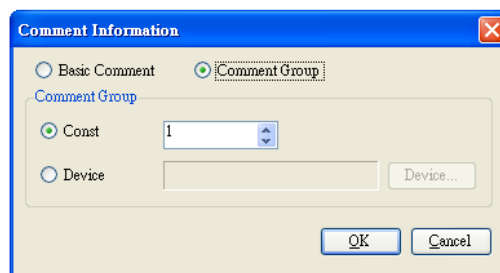 Comment Information
Basic Comment Comment Group
Comment Group
Const 1
Device Device...
OK Cancel